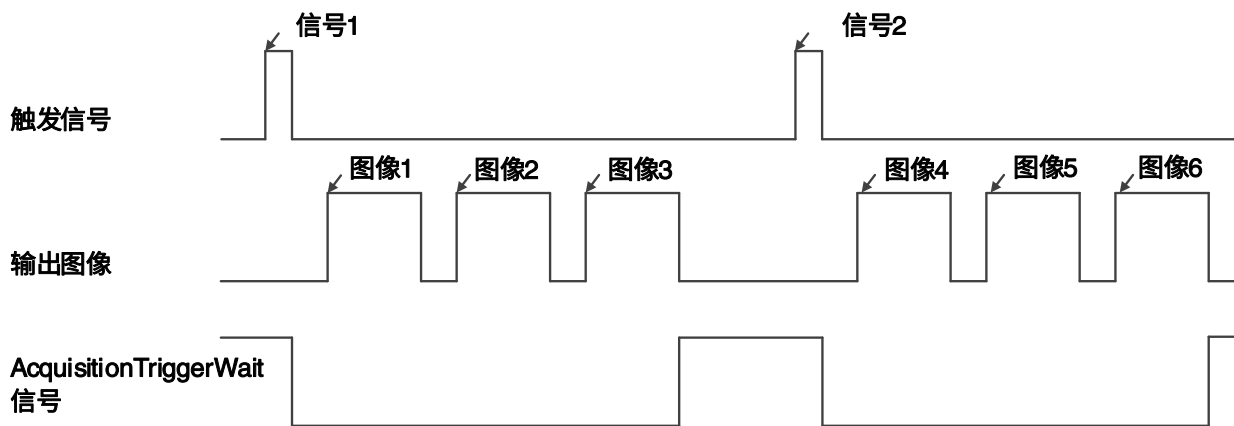 信号1
信号2
触发信号
图像1
图像2
图像3
图像4
图像5
图像6
输出图像
AcquisitionTriggerWait
信号